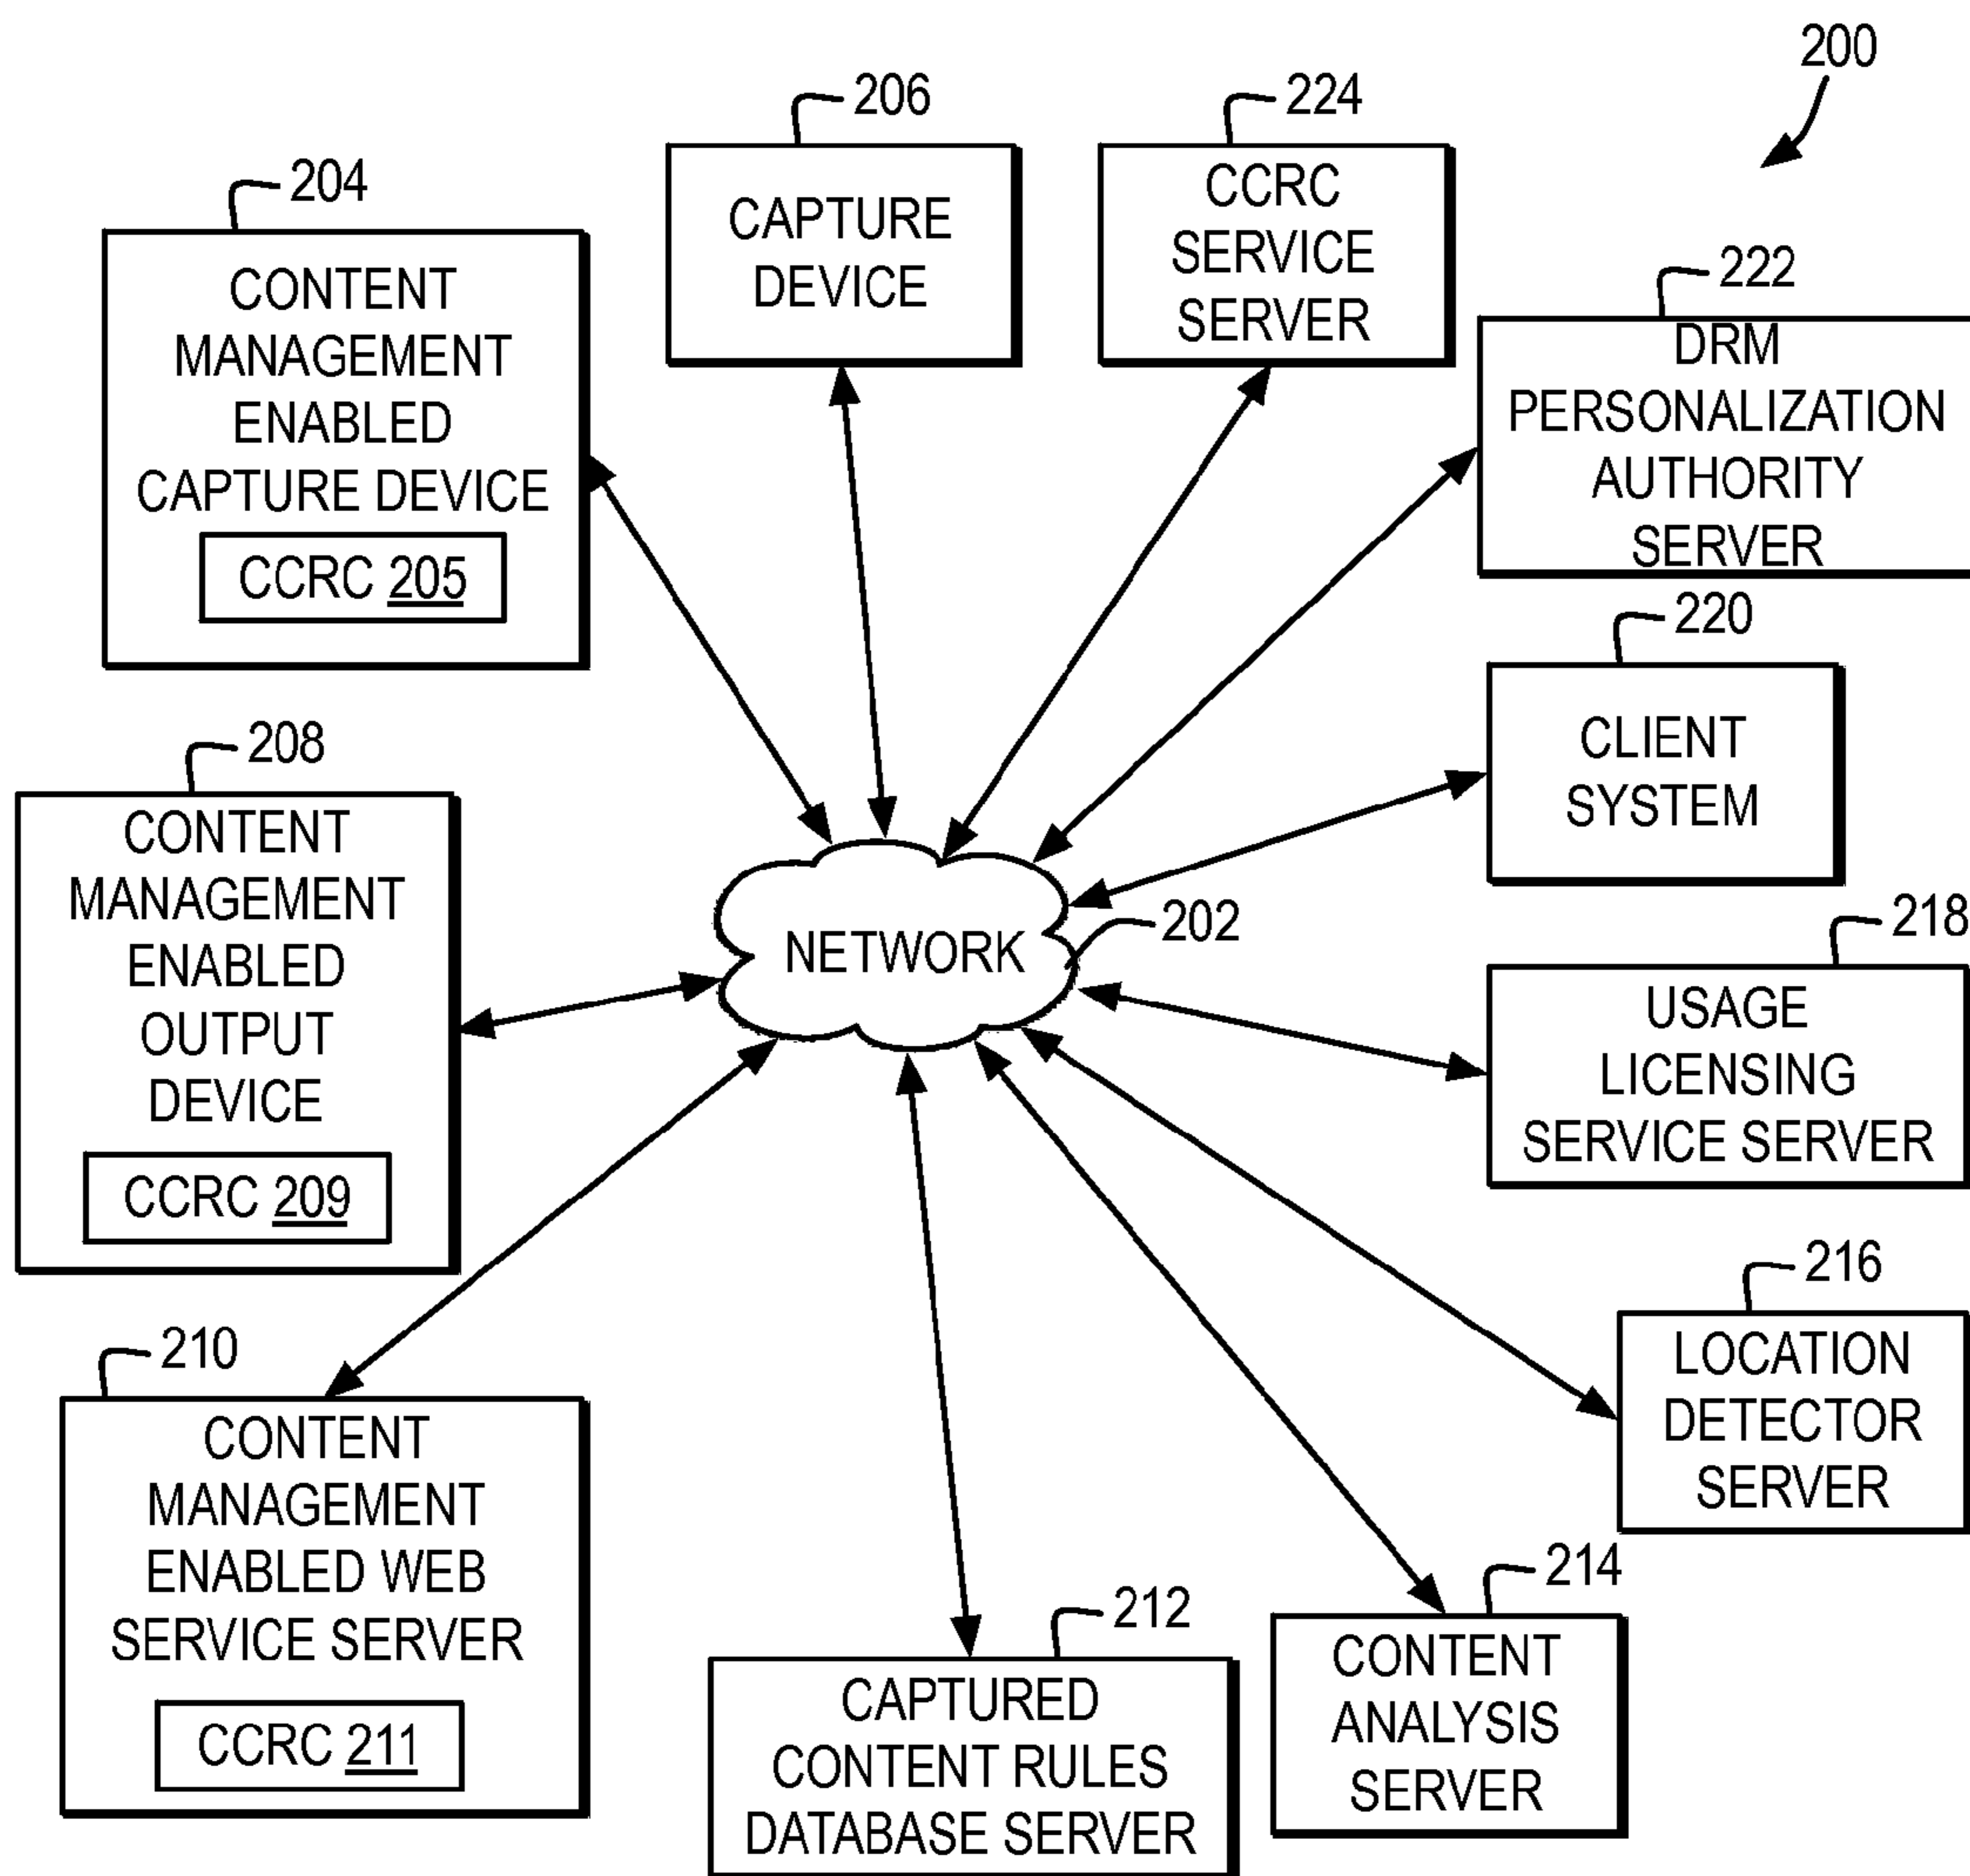 200
206
CAPTURE
DEVICE
224
CCRC
SERVICE
SERVER
204
CONTENT
MANAGEMENT
ENABLED
CAPTURE DEVICE
CCRC 205
222
DRM
PERSONALIZATION
AUTHORITY
SERVER
220
CLIENT
SYSTEM
208
CONTENT
MANAGEMENT
ENABLED
OUTPUT
DEVICE
CCRC 209
NETWORK
202
218
USAGE
LICENSING
SERVICE SERVER
216
LOCATION
DETECTOR
SERVER
210
CONTENT
MANAGEMENT
ENABLED WEB
SERVICE SERVER
CCRC 211
212
CAPTURED
CONTENT RULES
DATABASE SERVER
214
CONTENT
ANALYSIS
SERVER